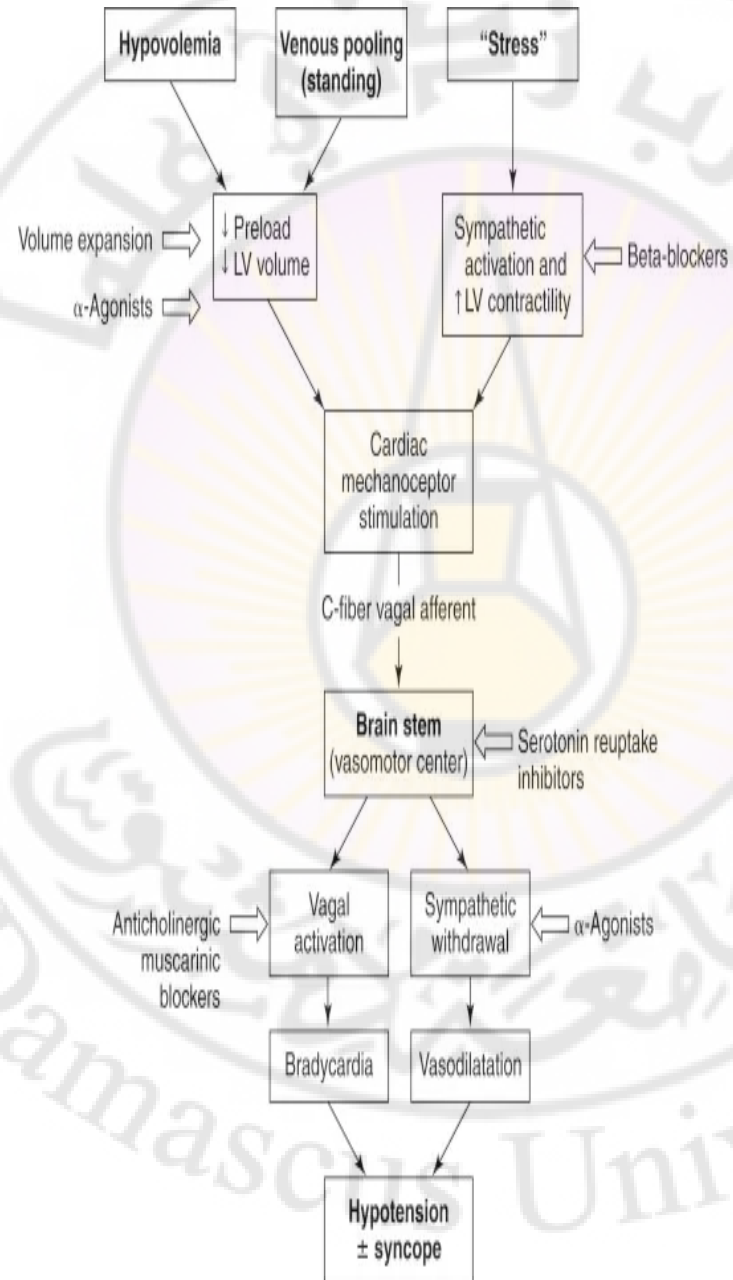 Hypovolemia
Venous pooling
(standing)
“Stress”
Volume expansion
α-Agonists
↓ Preload
↓ LV volume
Sympathetic
activation and
↑ LV contractility
Beta-blockers
Cardiac
mechanoceptor
stimulation
C-fiber vagal afferent
Brain stem
(vasomotor center)
Serotonin reuptake
inhibitors
Anticholinergic
muscarinic
blockers
Vagal
activation
Sympathetic
withdrawal
α-Agonists
Bradycardia
Vasodilatation
Hypotension
± syncope
Damascus Univ